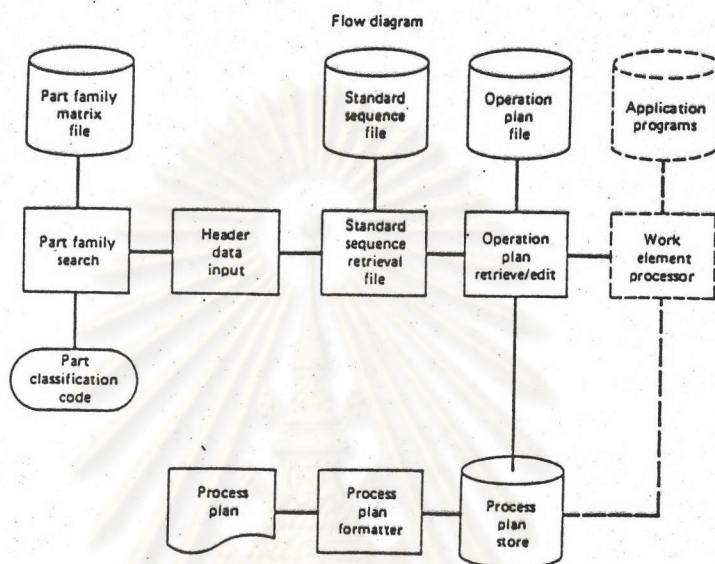 Flow diagram
Part family
matrix
file
Standard
sequence
file
Operation
plan
file
Application
programs
Part family
search
Header
data
input
Standard
sequence
retrieval
file
Operation
plan
retrieve/edit
Work
element
processor
Part
classification
code
Process
plan
Process
plan
formatter
Process
plan
store